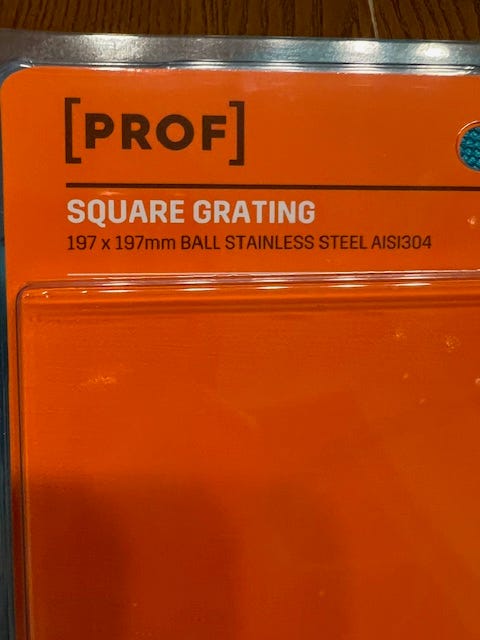 [PROF]
SQUARE GRATING
197 x 197mm BALL STAINLESS STEEL AISI304